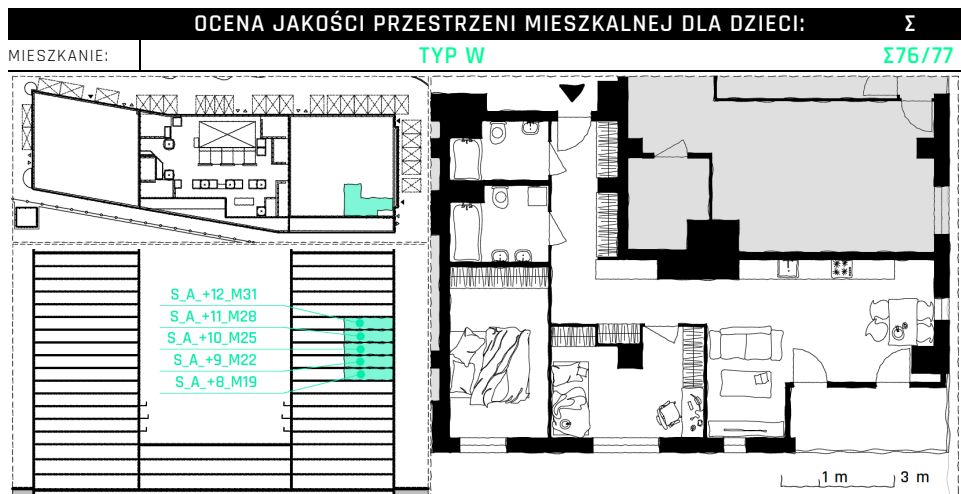 OCENA JAKOŚCI PRZESTRZENI MIESZKALNEJ DLA DZIECI: Σ
MIESZKANIE: TYP W Σ76/77
S_A_+12_M31
S_A_+11_M28
S_A_+10_M25
S_A_+9_M22
S_A_+8_M19
1 m 3 m